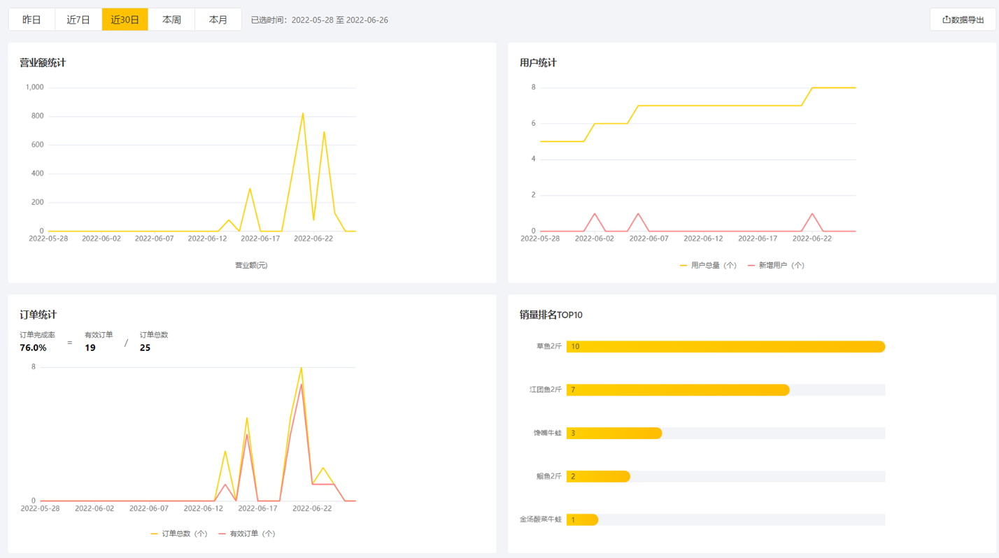 昨日 近7日 近30日 本周 本月 已选时间：2022-05-28 至 2022-06-26 数据导出
营业额统计
1,000
800
600
400
200
0
2022-05-28 2022-06-02 2022-06-07 2022-06-12 2022-06-17 2022-06-22
营业额(元)
用户统计
8
6
4
2
0
2022-05-28 2022-06-02 2022-06-07 2022-06-12 2022-06-17 2022-06-22
用户总量（个） 新增用户（个）
订单统计
订单完成率 有效订单 订单总数
76.0% = 19 / 25
8
0
2022-05-28 2022-06-02 2022-06-07 2022-06-12 2022-06-17 2022-06-22
订单总数（个） 有效订单（个）
销量排名TOP10
草鱼2斤 10
江团鱼2斤 7
馋嘴牛蛙 3
鮰鱼2斤 2
金汤酸菜牛蛙 1